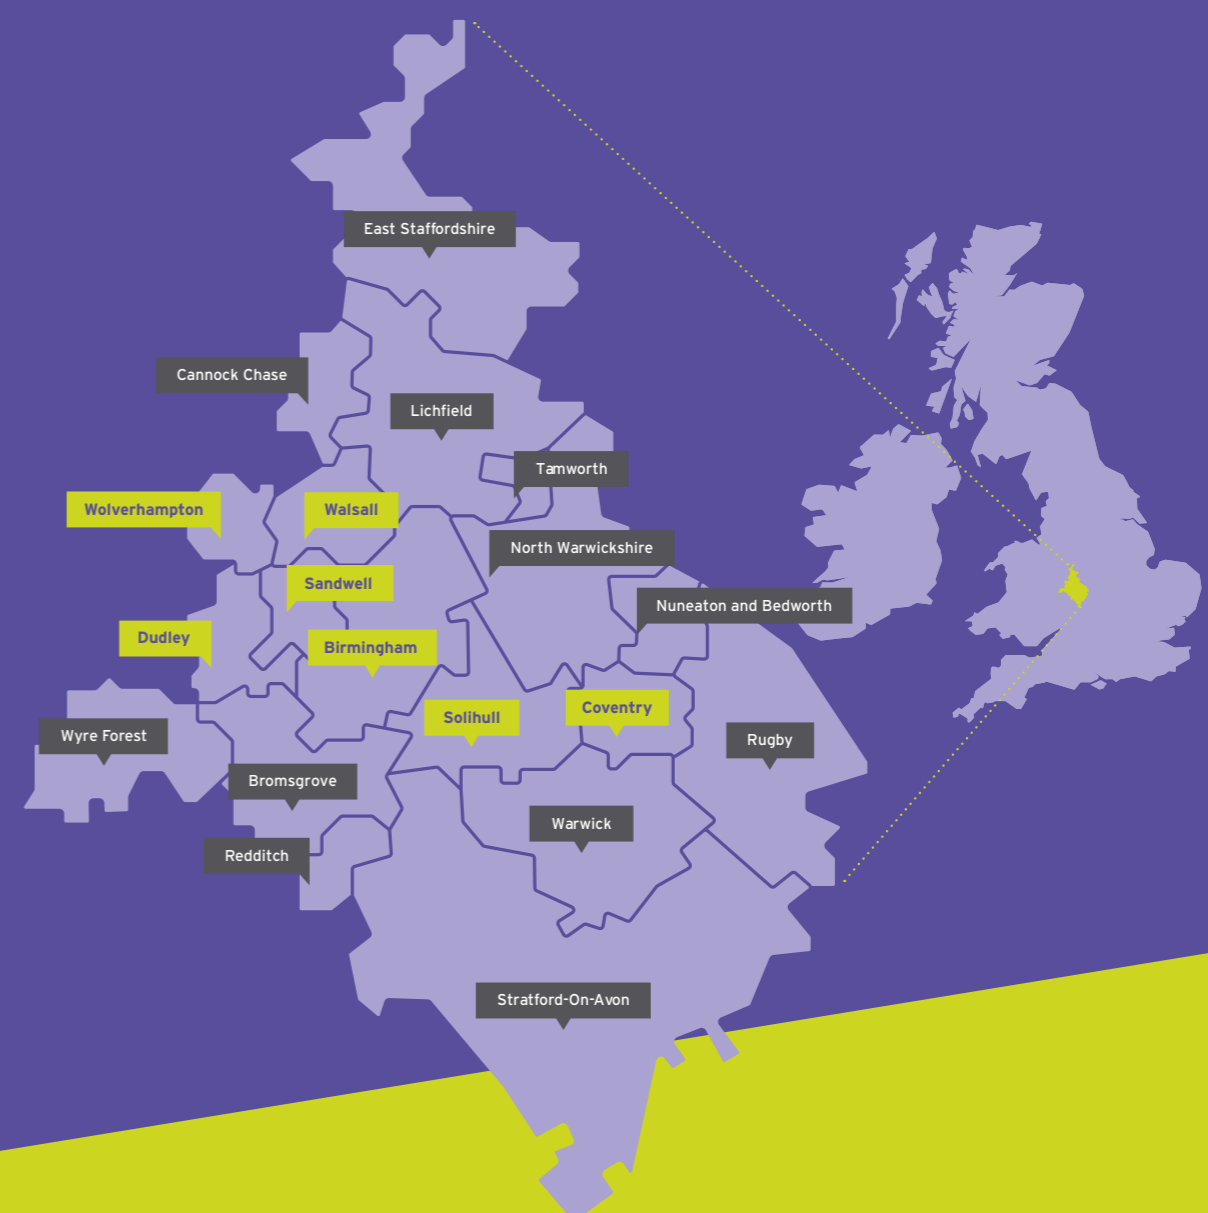 East Staffordshire
Cannock Chase
Lichfield
Tamworth
Wolverhampton
Walsall
North Warwickshire
Sandwell
Nuneaton and Bedworth
Dudley
Birmingham
Coventry
Solihull
Wyre Forest
Rugby
Bromsgrove
Warwick
Redditch
Stratford-On-Avon